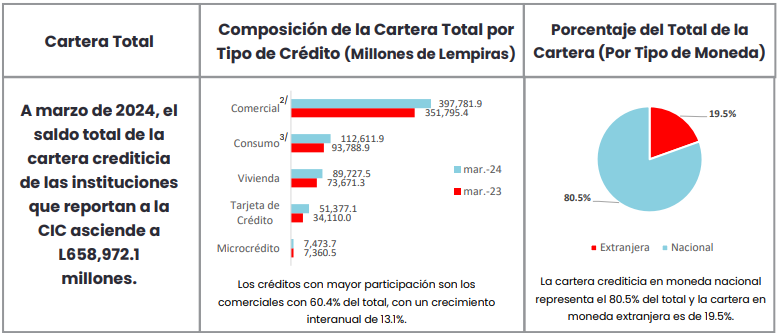 Cartera Total
A marzo de 2024, el
saldo total de la
cartera crediticia
de las instituciones
que reportan a la
CIC asciende a
L658,972.1
millones.
Composición de la Cartera Total por
Tipo de Crédito (Millones de Lempiras)
Comercial 2/
397,781.9
351,795.4
Consumo 3/
112,611.9
93,788.9
Vivienda
89,727.5
73,671.3
Tarjeta de
Crédito
51,377.1
34,110.0
Microcrédito
7,473.7
7,360.5
mar.-24
mar.-23
Los créditos con mayor participación son los
comerciales con 60.4% del total, con un crecimiento
interanual de 13.1%.
Porcentaje del Total de la
Cartera (Por Tipo de Moneda)
19.5%
80.5%
Extranjera Nacional
La cartera crediticia en moneda nacional
representa el 80.5% del total y la cartera en
moneda extranjera es de 19.5%.